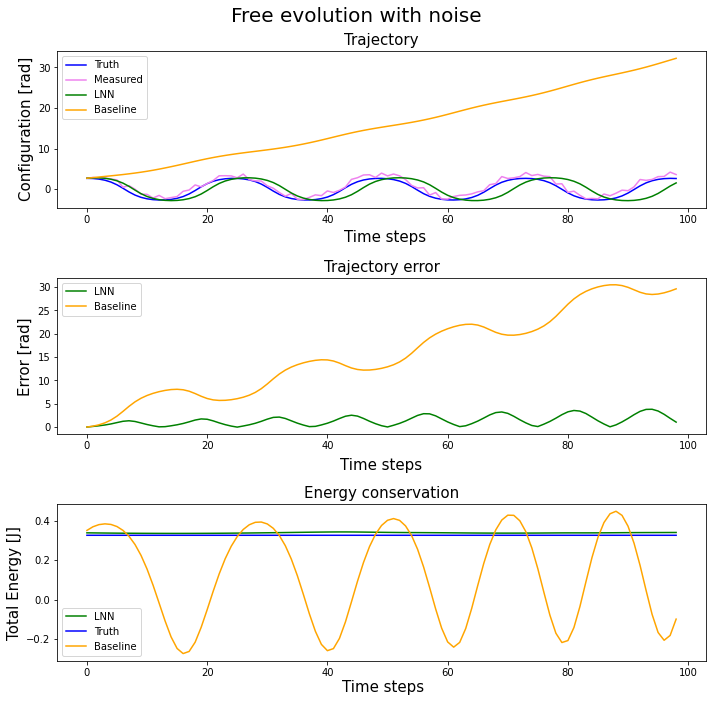 Free evolution with noise
Trajectory
Configuration [rad]
30
20
10
0
Truth
Measured
LNN
Baseline
0 20 40 60 80 100
Time steps
Trajectory error
Error [rad]
30
25
20
15
10
5
0
LNN
Baseline
0 20 40 60 80 100
Time steps
Energy conservation
Total Energy [J]
0.4
0.2
0.0
−0.2
LNN
Truth
Baseline
0 20 40 60 80 100
Time steps